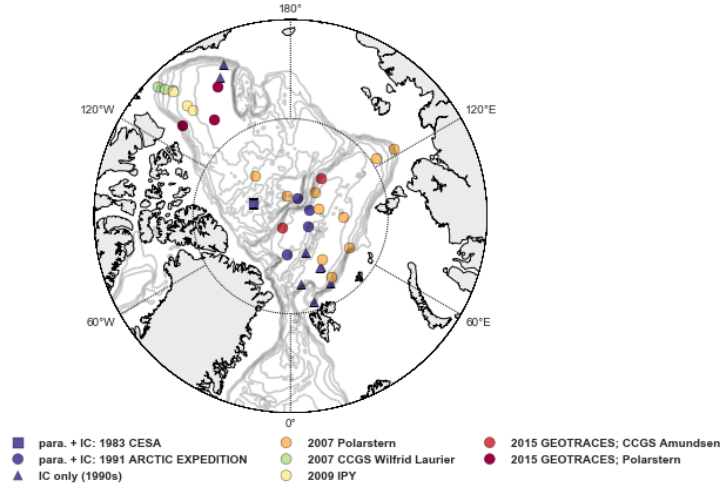 180°
120°W
120°E
60°W
60°E
0°
para. + IC: 1983 CESA
para. + IC: 1991 ARCTIC EXPEDITION
IC only (1990s)
2007 Polarstern
2007 CCGS Wilfrid Laurier
2009 IPY
2015 GEOTRACES; CCGS Amundsen
2015 GEOTRACES; Polarstern